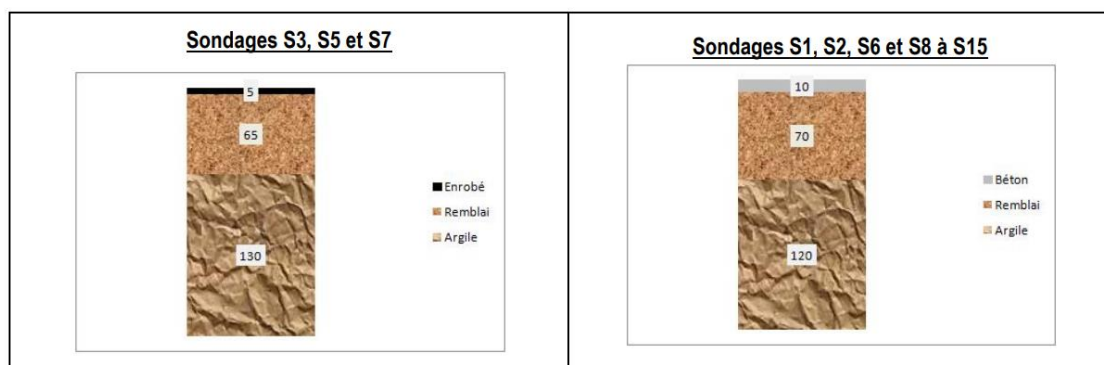 Sondages S3, S5 et S7
5
65
130
Enrobé
Remblai
Argile
Sondages S1, S2, S6 et S8 à S15
10
70
120
Béton
Remblai
Argile